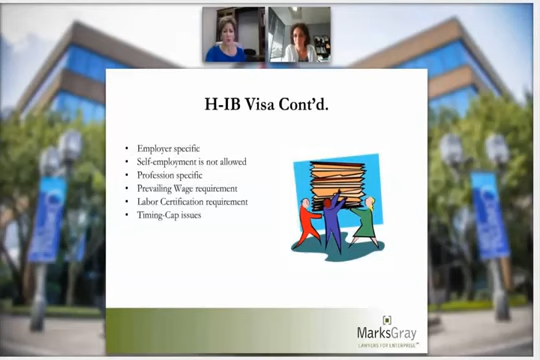 H-IB Visa Cont'd.
• Employer specific
• Self-employment is not allowed
• Profession specific
• Prevailing Wage requirement
• Labor Certification requirement
• Timing-Cap issues
MarksGray
LAWYERS FOR ENTERPRISE™